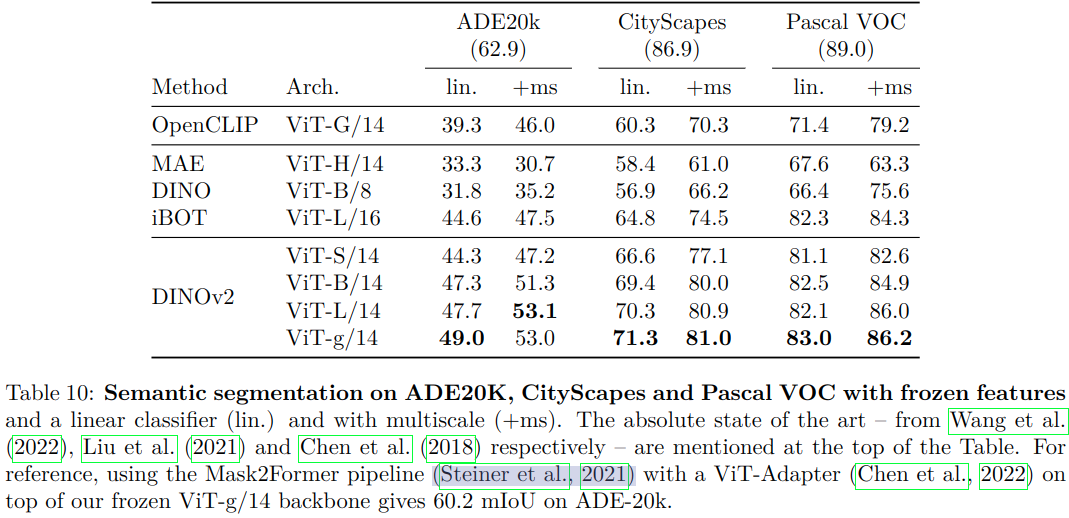 ADE20k CityScapes Pascal VOC
(62.9) (86.9) (89.0)
Method Arch. lin. +ms lin. +ms lin. +ms
OpenCLIP ViT-G/14 39.3 46.0 60.3 70.3 71.4 79.2
MAE ViT-H/14 33.3 30.7 58.4 61.0 67.6 63.3
DINO ViT-B/8 31.8 35.2 56.9 66.2 66.4 75.6
iBOT ViT-L/16 44.6 47.5 64.8 74.5 82.3 84.3
DINOv2 ViT-S/14 44.3 47.2 66.6 77.1 81.1 82.6
ViT-B/14 47.3 51.3 69.4 80.0 82.5 84.9
ViT-L/14 47.7 53.1 70.3 80.9 82.1 86.0
ViT-g/14 49.0 53.0 71.3 81.0 83.0 86.2
Table 10: Semantic segmentation on ADE20K, CityScapes and Pascal VOC with frozen features
and a linear classifier (lin.) and with multiscale (+ms). The absolute state of the art – from Wang et al.
(2022), Liu et al. (2021) and Chen et al. (2018) respectively – are mentioned at the top of the Table. For
reference, using the Mask2Former pipeline (Steiner et al., 2021) with a ViT-Adapter (Chen et al., 2022) on
top of our frozen ViT-g/14 backbone gives 60.2 mIoU on ADE-20k.